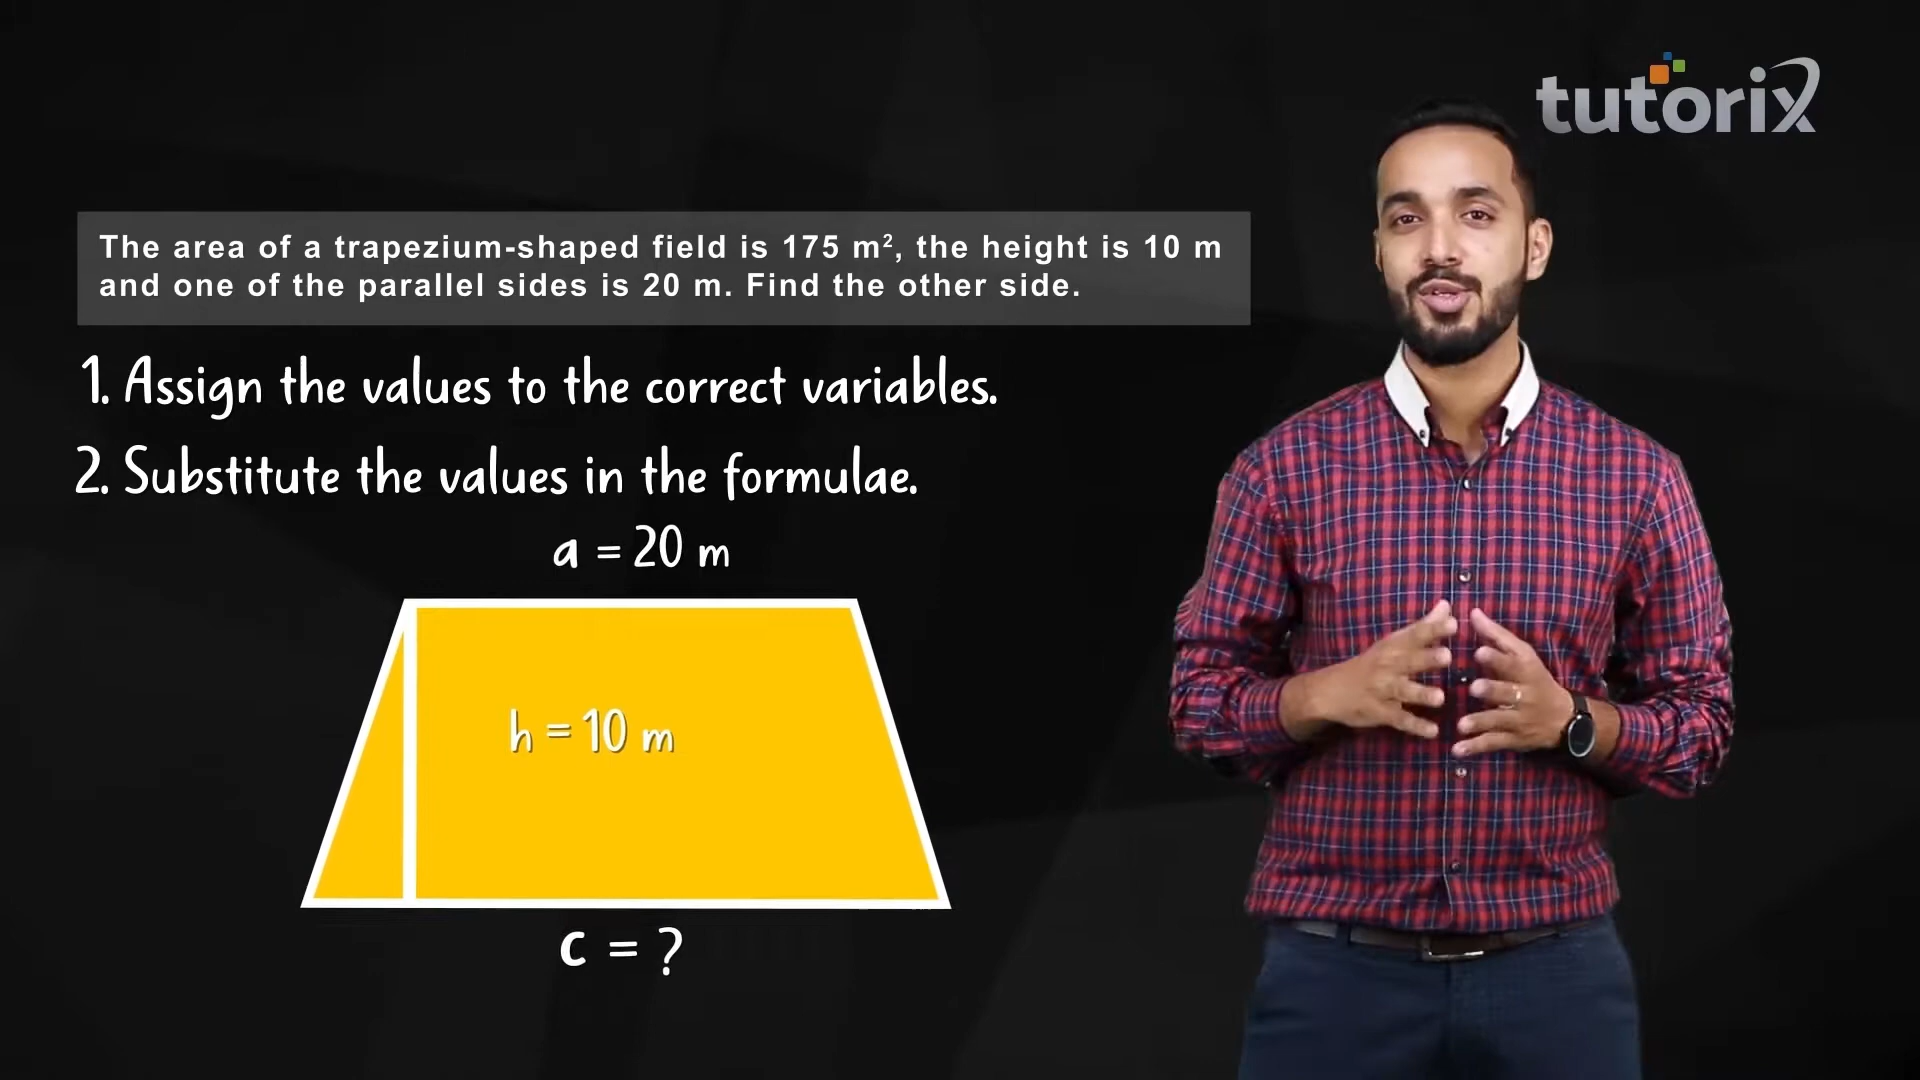 tutorix
The area of a trapezium-shaped field is 175 m², the height is 10 m
and one of the parallel sides is 20 m. Find the other side.
1. Assign the values to the correct variables.
2. Substitute the values in the formulae.
a = 20 m
h = 10 m
c = ?